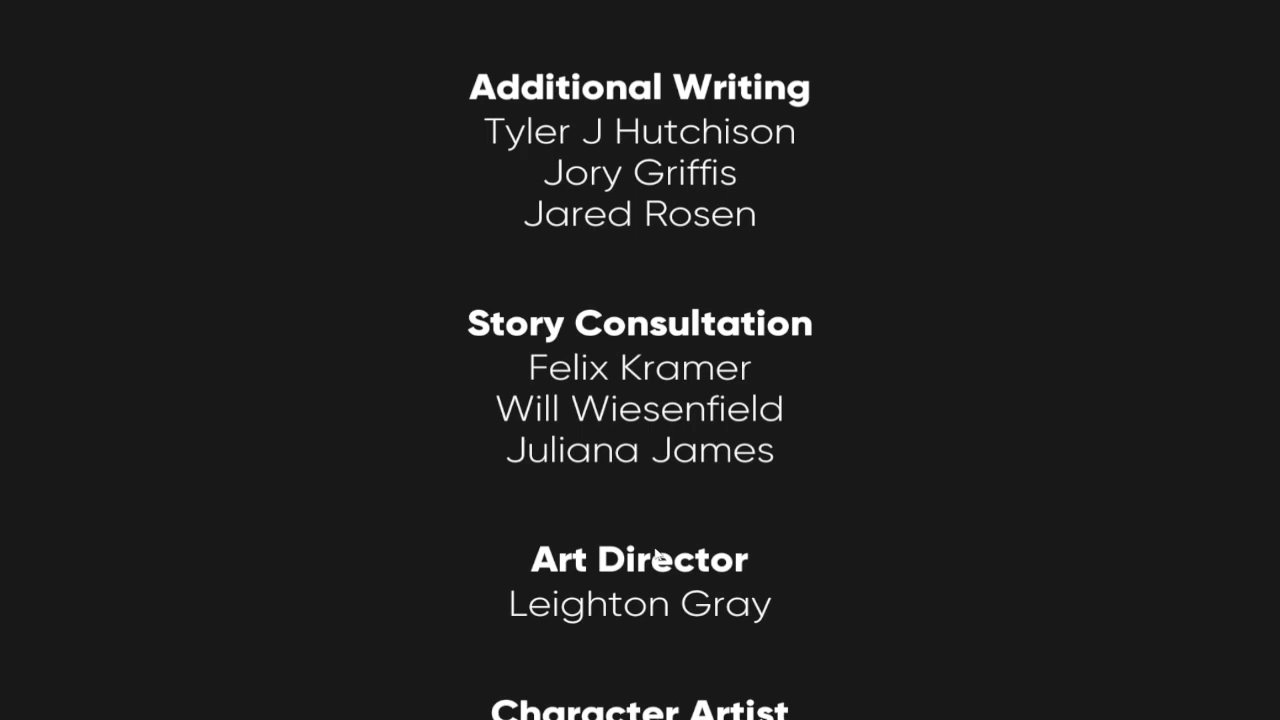 Additional Writing
Tyler J Hutchison
Jory Griffis
Jared Rosen
Story Consultation
Felix Kramer
Will Wiesenfield
Juliana James
Art Director
Leighton Gray
Character Artist